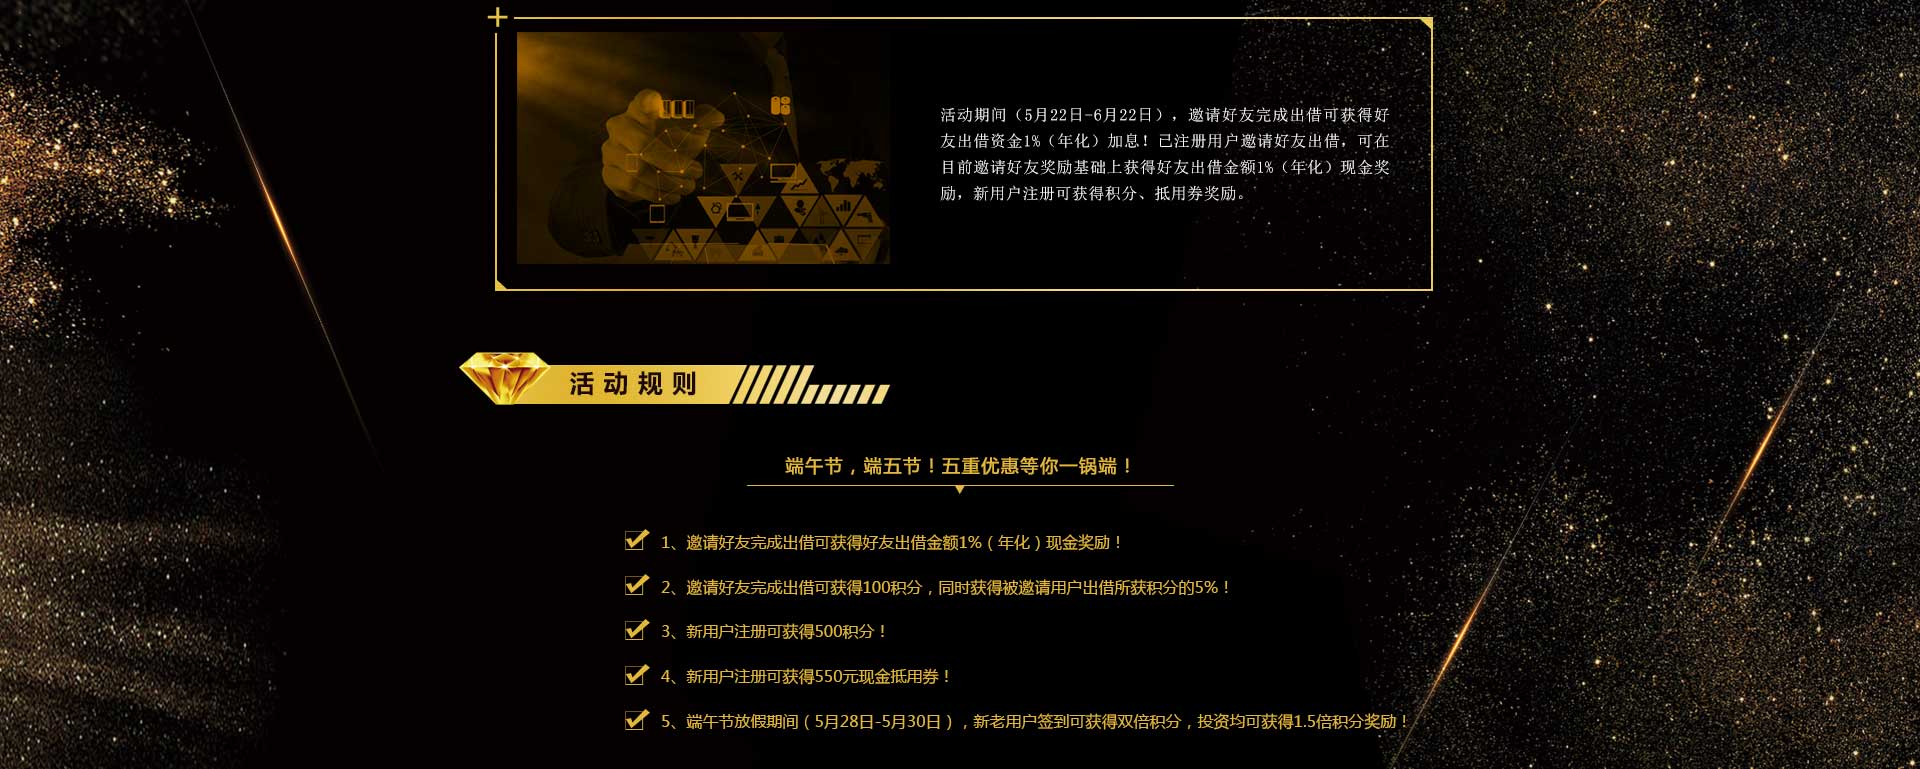 活动期间（5月22日-6月22日），邀请好友完成出借可获得好
友出借资金1%（年化）加息！已注册用户邀请好友出借，可在
目前邀请好友奖励基础上获得好友出借金额1%（年化）现金奖
励，新用户注册可获得积分、抵用券奖励。
活动规则
端午节，端五节！五重优惠等你一锅端！
1、邀请好友完成出借可获得好友出借金额1%（年化）现金奖励！
2、邀请好友完成出借可获得100积分，同时获得被邀请用户出借所获积分的5%！
3、新用户注册可获得500积分！
4、新用户注册可获得550元现金抵用券！
5、端午节放假期间（5月28日-5月30日），新老用户签到可获得双倍积分，投资均可获得1.5倍积分奖励！